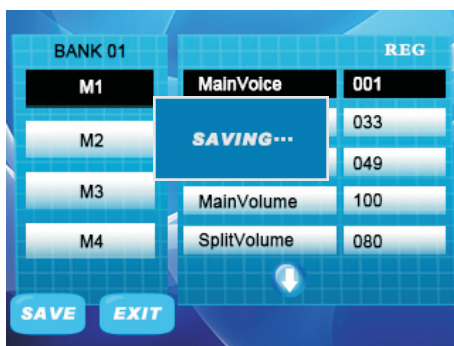 BANK 01
REG
M1
MainVoice 001
M2
033
SAVING...
049
M3
MainVolume 100
M4
SplitVolume 080
SAVE EXIT